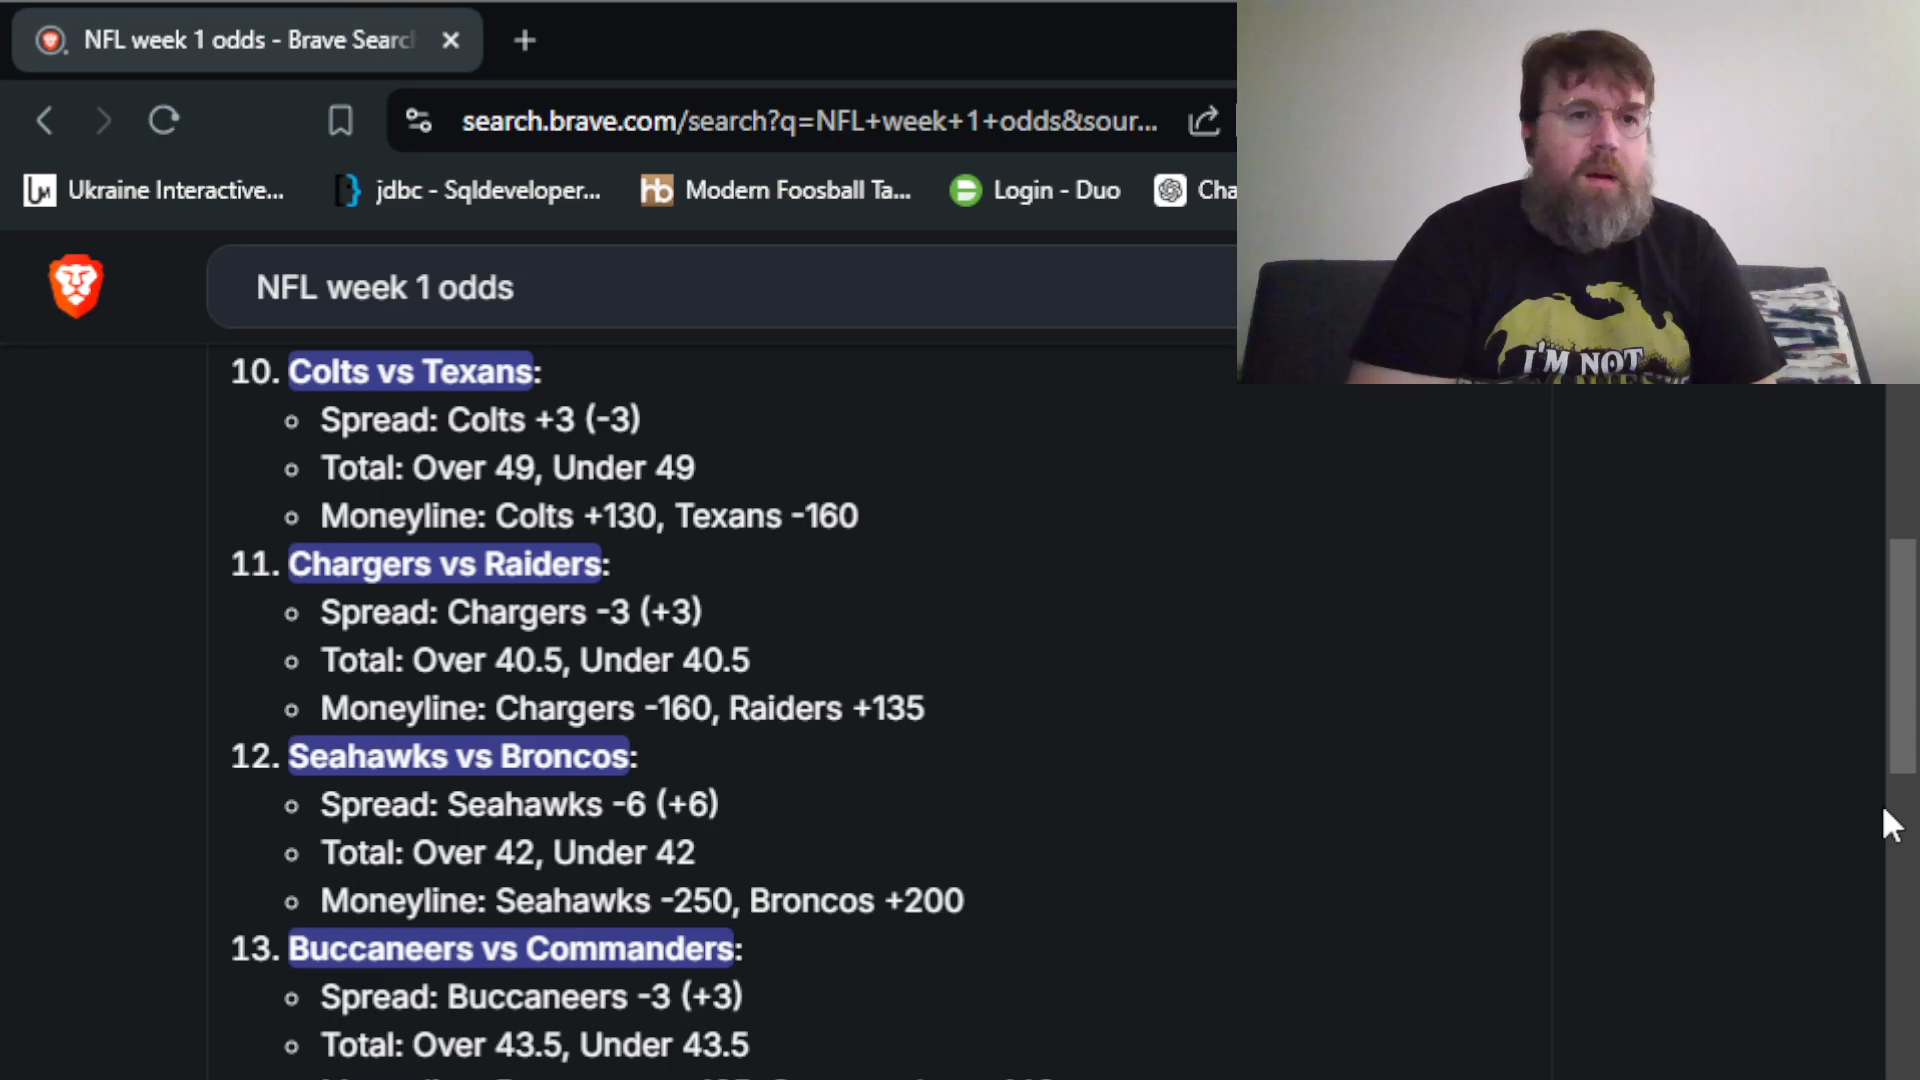 NFL week 1 odds - Brave Searc
search.brave.com/search?q=NFL+week+1+odds&sour...
Ukraine Interactive...
jdbc - Sqldeveloper...
hb
Modern Foosball Ta...
Login - Duo
Cha
NFL week 1 odds
I'M NOT
10. Colts vs Texans:
Spread: Colts +3 (-3)
Total: Over 49, Under 49
Moneyline: Colts +130, Texans -160
11. Chargers vs Raiders:
Spread: Chargers -3 (+3)
Total: Over 40.5, Under 40.5
Moneyline: Chargers -160, Raiders +135
12. Seahawks vs Broncos:
Spread: Seahawks -6 (+6)
Total: Over 42, Under 42
Moneyline: Seahawks -250, Broncos +200
13. Buccaneers vs Commanders:
Spread: Buccaneers -3 (+3)
Total: Over 43.5, Under 43.5